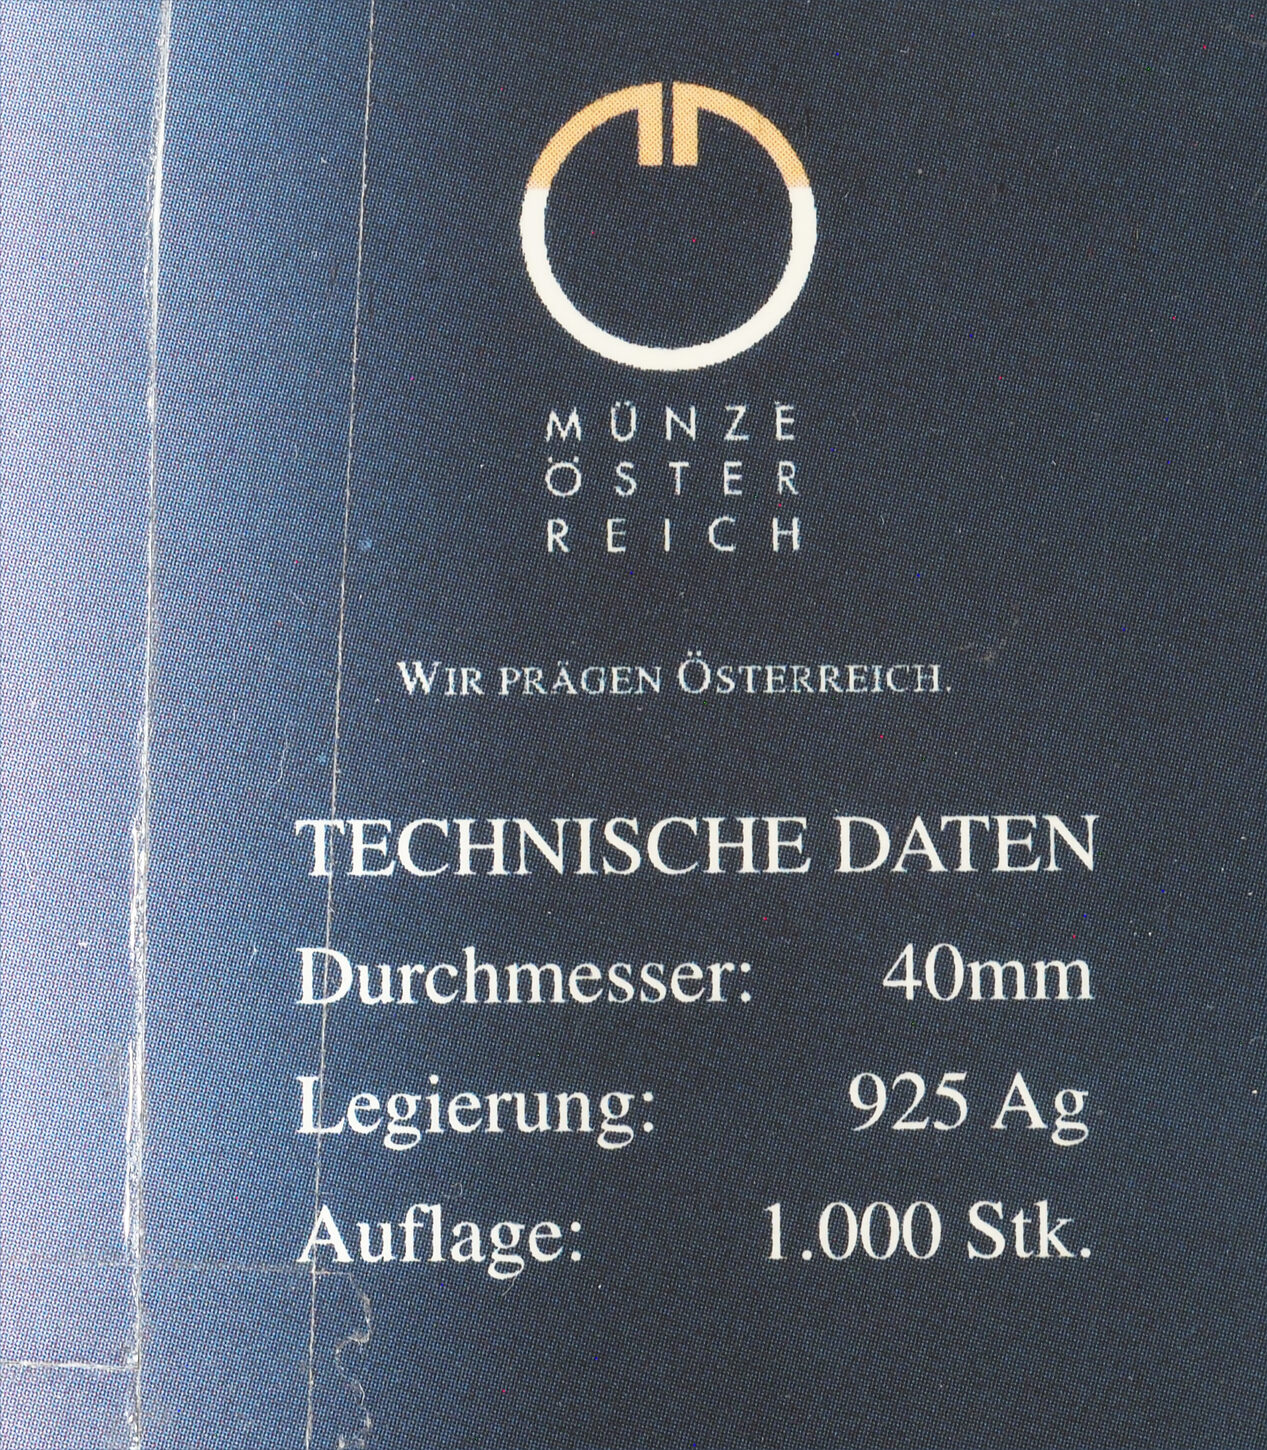 MÜNZE
ÖSTER
REICH
WIR PRÄGEN ÖSTERREICH.
TECHNISCHE DATEN
Durchmesser: 40mm
Legierung: 925 Ag
Auflage: 1.000 Stk.